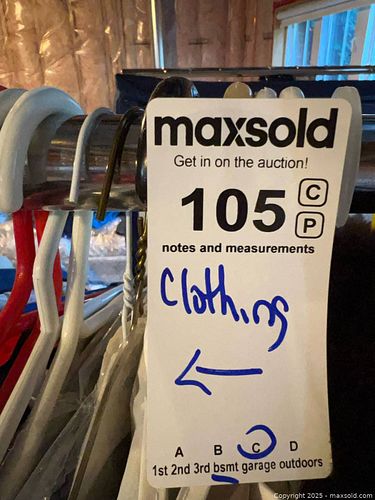 maxsold
Get in on the auction!
105 C
P
notes and measurements
Clothing
←
A B C D
1st 2nd 3rd bsmt garage outdoors
Copyright 2025 - maxsold.com